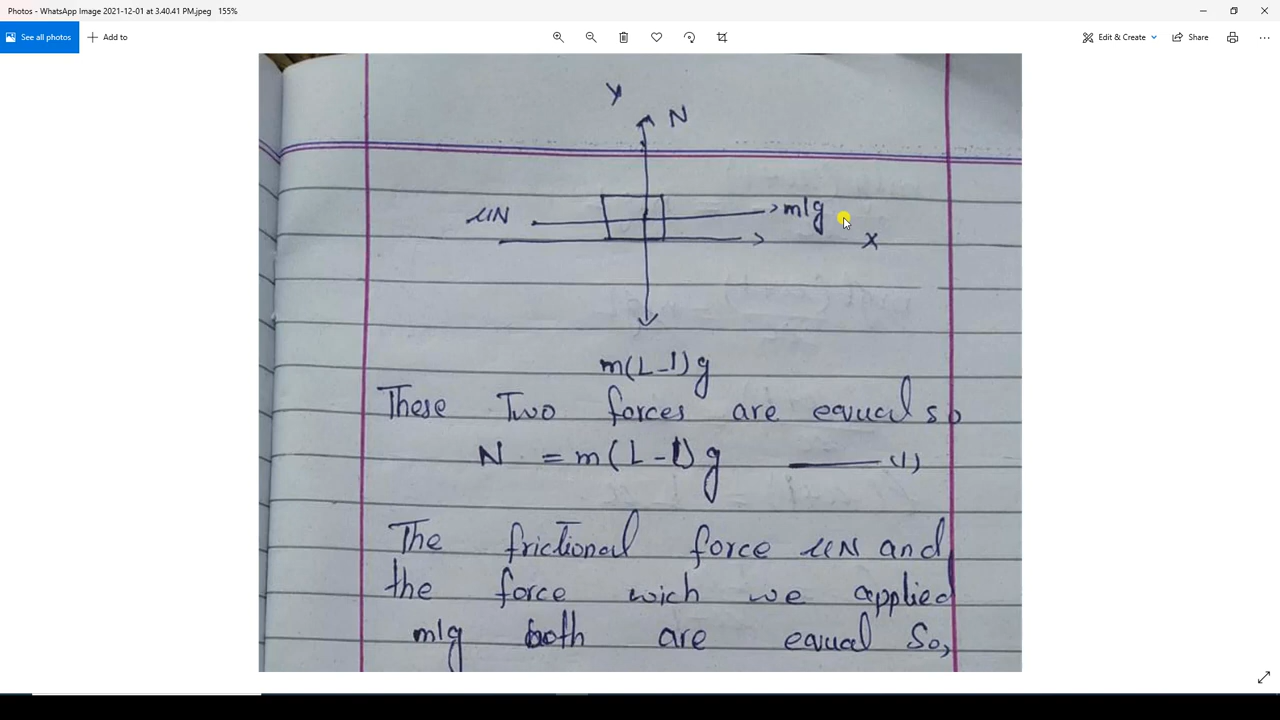 Photos - WhatsApp Image 2021-12-01 at 3.40.41 PM.jpeg 155%
See all photos
Add to
Edit & Create
Share
y
N
μN
mlg
x
m(L-l)g
These Two forces are equal so
N = m(L-l)g ——— (1)
The frictional force μN and
the force wich we applied
mlg both are equal So,